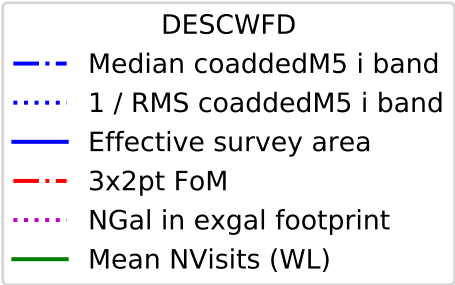 DESCWFD
Median coaddedM5 i band
1 / RMS coaddedM5 i band
Effective survey area
3x2pt FoM
NGal in exgal footprint
Mean NVisits (WL)